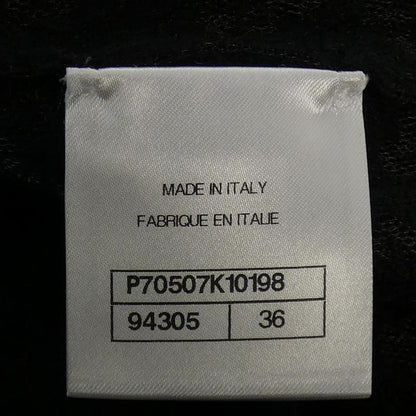 MADE IN ITALY
FABRIQUE EN ITALIE
P70507K10198
94305 36